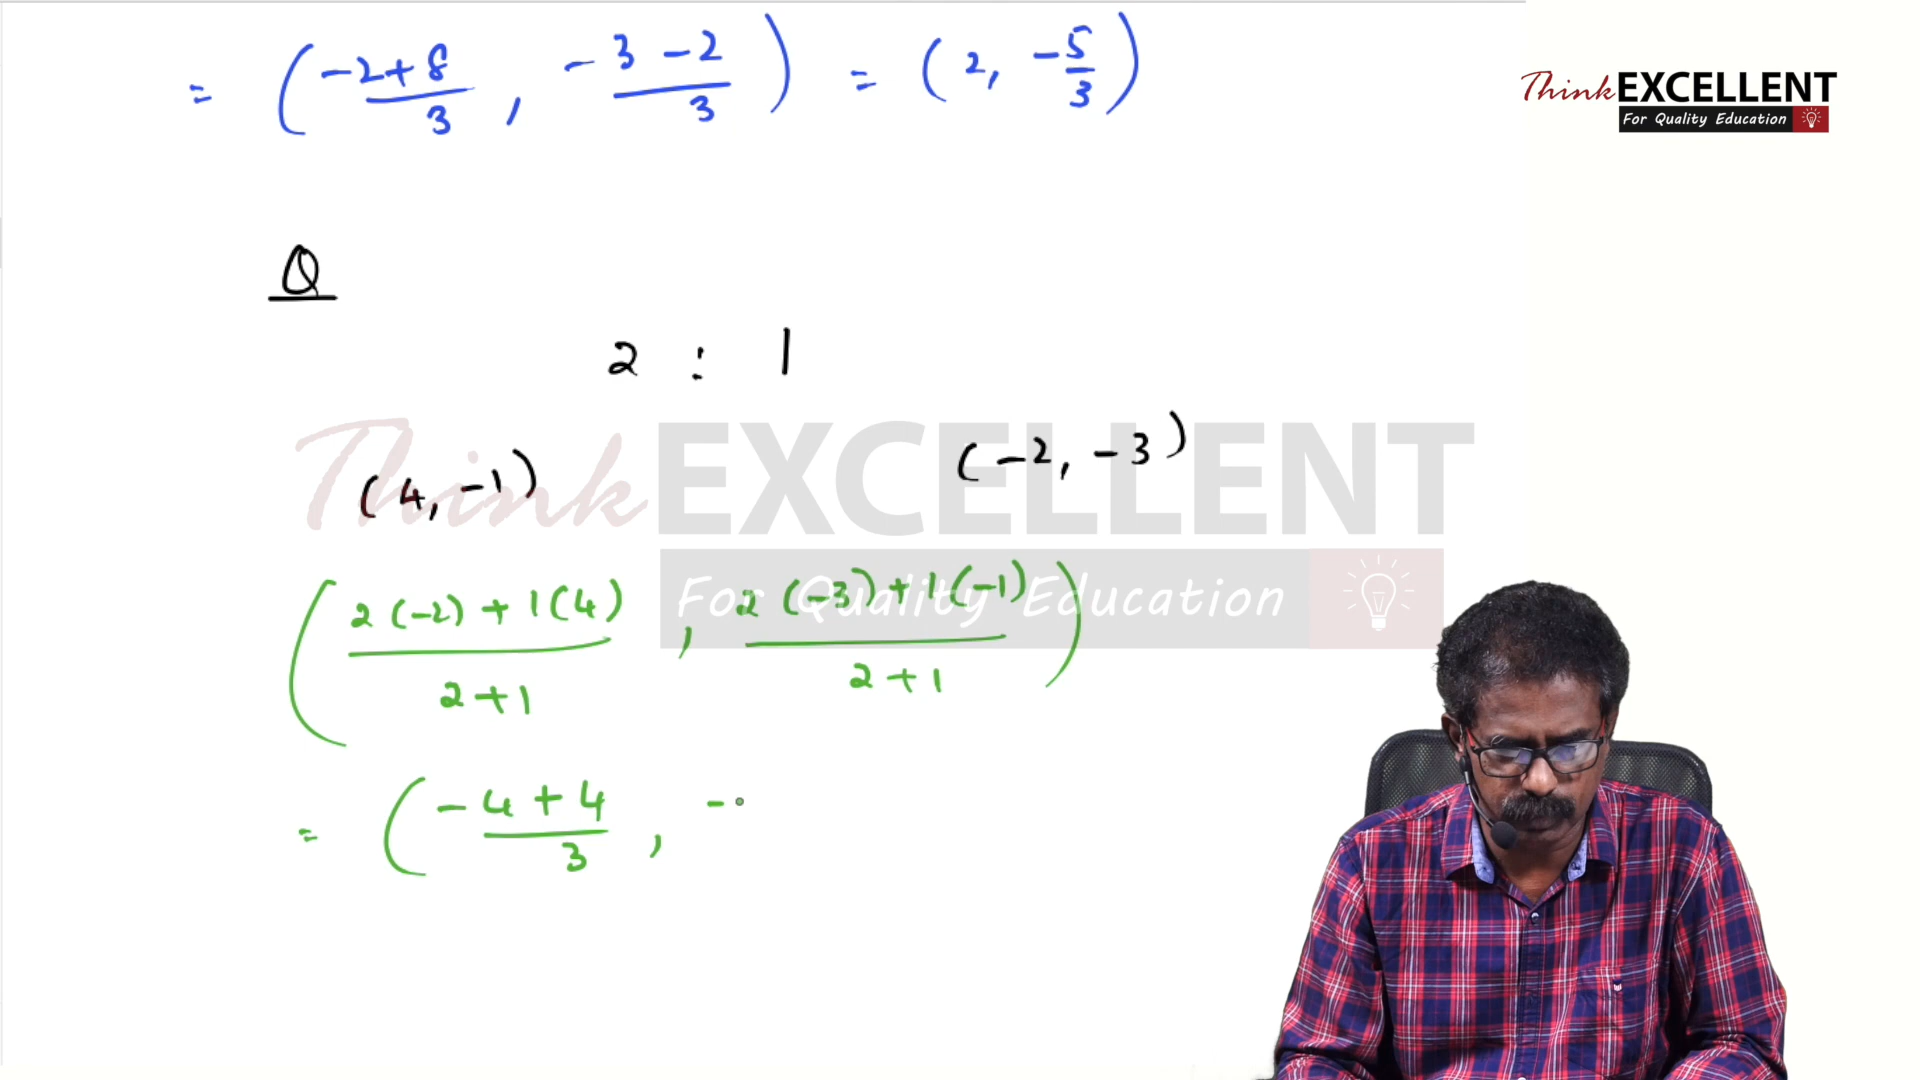 = ( -2+8/3 , -3-2/3 ) = (2, -5/3)
Think EXCELLENT
For Quality Education
Q
2 : 1
(4, -1) (-2, -3)
Think EXCELLENT
For Quality Education
( 2(-2)+1(4)/2+1 , 2(-3)+1(-1)/2+1 )
= ( -4+4/3 , -